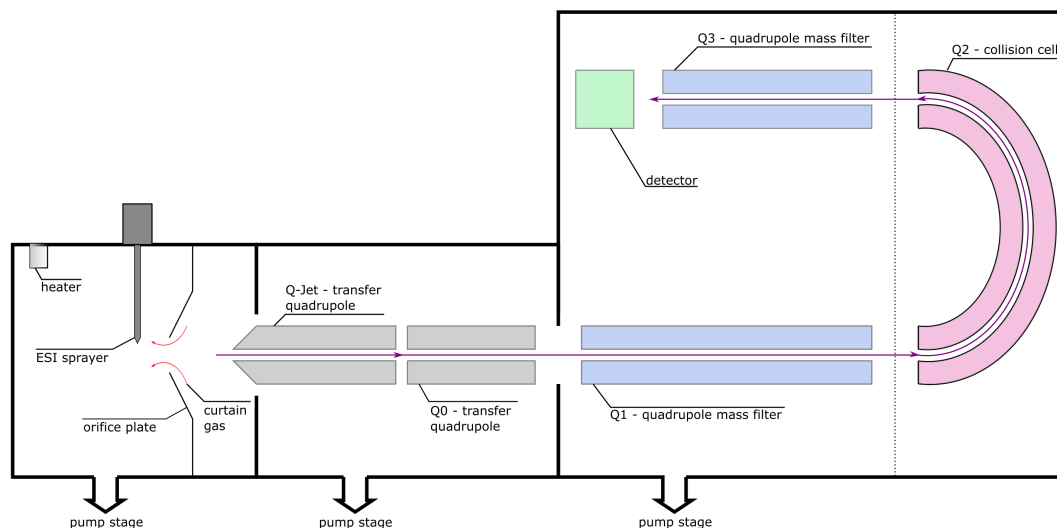 Q3 - quadrupole mass filter
Q2 - collision cell
detector
heater
Q-Jet - transfer
quadrupole
ESI sprayer
orifice plate
curtain
gas
Q0 - transfer
quadrupole
Q1 - quadrupole mass filter
pump stage
pump stage
pump stage